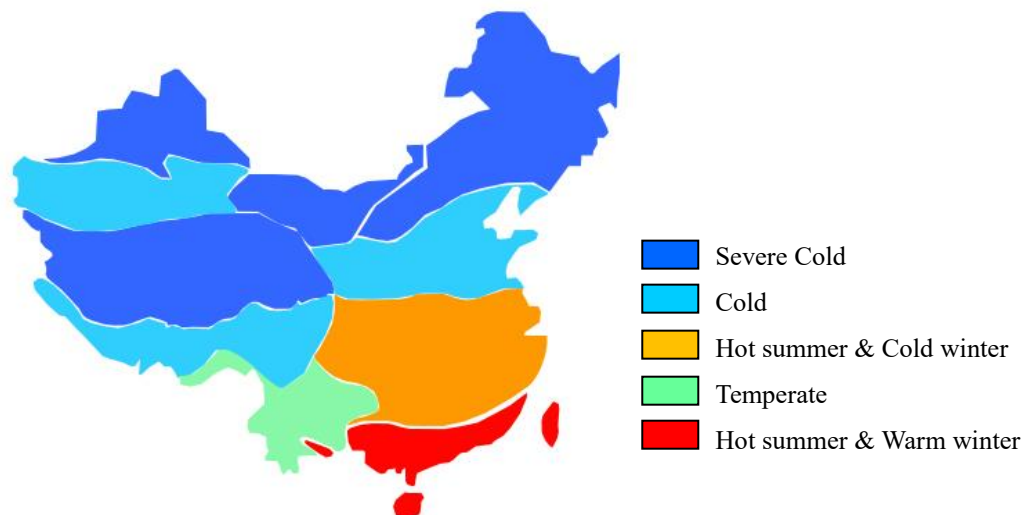 Severe Cold
Cold
Hot summer & Cold winter
Temperate
Hot summer & Warm winter